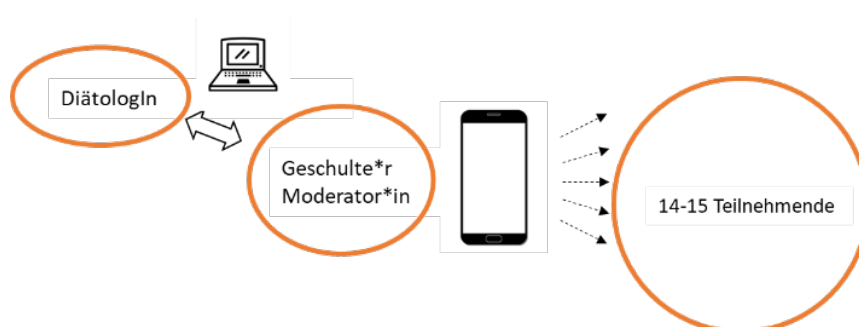 DiätologIn
Geschulte*r
Moderator*in
14-15 Teilnehmende